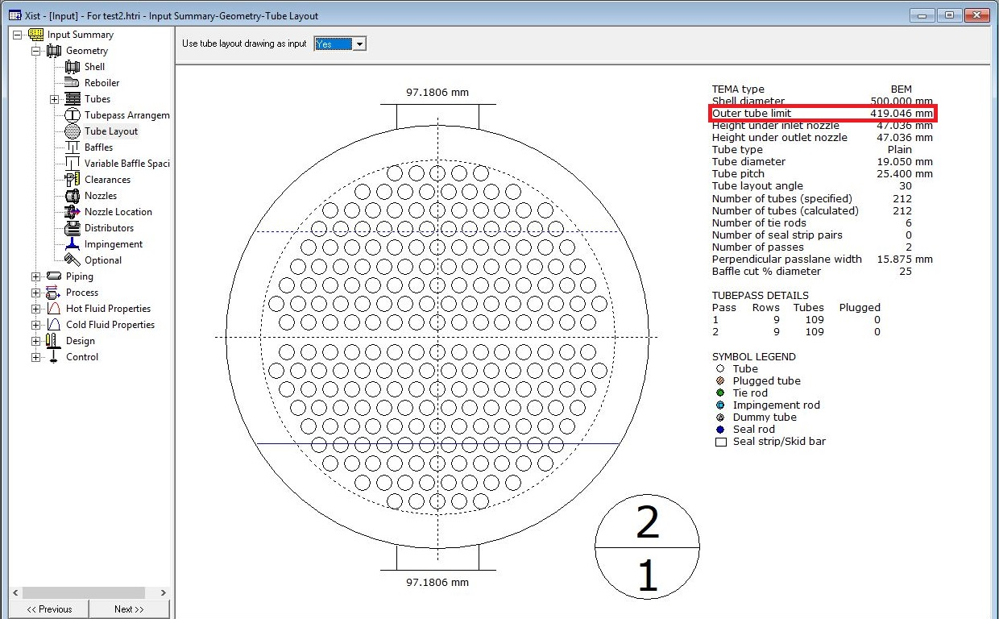 Xist - [Input] - For test2.htri - Input Summary-Geometry-Tube Layout
Input Summary
Geometry
Shell
Reboiler
Tubes
Tubepass Arrangem
Tube Layout
Baffles
Variable Baffle Spaci
Clearances
Nozzles
Nozzle Location
Distributors
Impingement
Optional
Piping
Process
Hot Fluid Properties
Cold Fluid Properties
Design
Control
<< Previous Next >>
Use tube layout drawing as input Yes
97.1806 mm
97.1806 mm
2
1
TEMA type BEM
Shell diameter 500.000 mm
Outer tube limit 419.046 mm
Height under inlet nozzle 47.036 mm
Height under outlet nozzle 47.036 mm
Tube type Plain
Tube diameter 19.050 mm
Tube pitch 25.400 mm
Tube layout angle 30
Number of tubes (specified) 212
Number of tubes (calculated) 212
Number of tie rods 6
Number of seal strip pairs 0
Number of passes 2
Perpendicular passlane width 15.875 mm
Baffle cut % diameter 25
TUBEPASS DETAILS
Pass Rows Tubes Plugged
1 9 109 0
2 9 109 0
SYMBOL LEGEND
Tube
Plugged tube
Tie rod
Impingement rod
Dummy tube
Seal rod
Seal strip/Skid bar